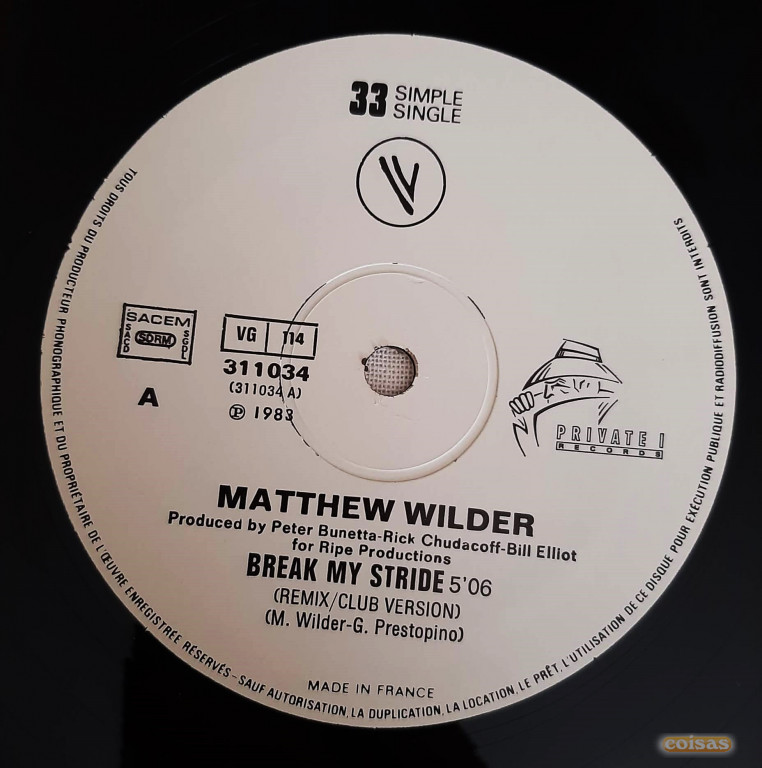 33 SIMPLE
SINGLE
SACEM
SACD
SDRM
SGDL
VG 114
311034
(311034 A)
Ⓟ 1983
A
PRIVATE I
RECORDS
MATTHEW WILDER
Produced by Peter Bunetta-Rick Chudacoff-Bill Elliot
for Ripe Productions
BREAK MY STRIDE 5'06
(REMIX/CLUB VERSION)
(M. Wilder-G. Prestopino)
MADE IN FRANCE
TOUS DROITS DU PRODUCTEUR PHONOGRAPHIQUE ET DU PROPRIÉTAIRE DE L'ŒUVRE ENREGISTRÉE RÉSERVÉS - SAUF AUTORISATION, LA DUPLICATION, LA LOCATION, LE PRÊT, L'UTILISATION DE CE DISQUE POUR EXÉCUTION PUBLIQUE ET RADIODIFFUSION SONT INTERDITS
coisas